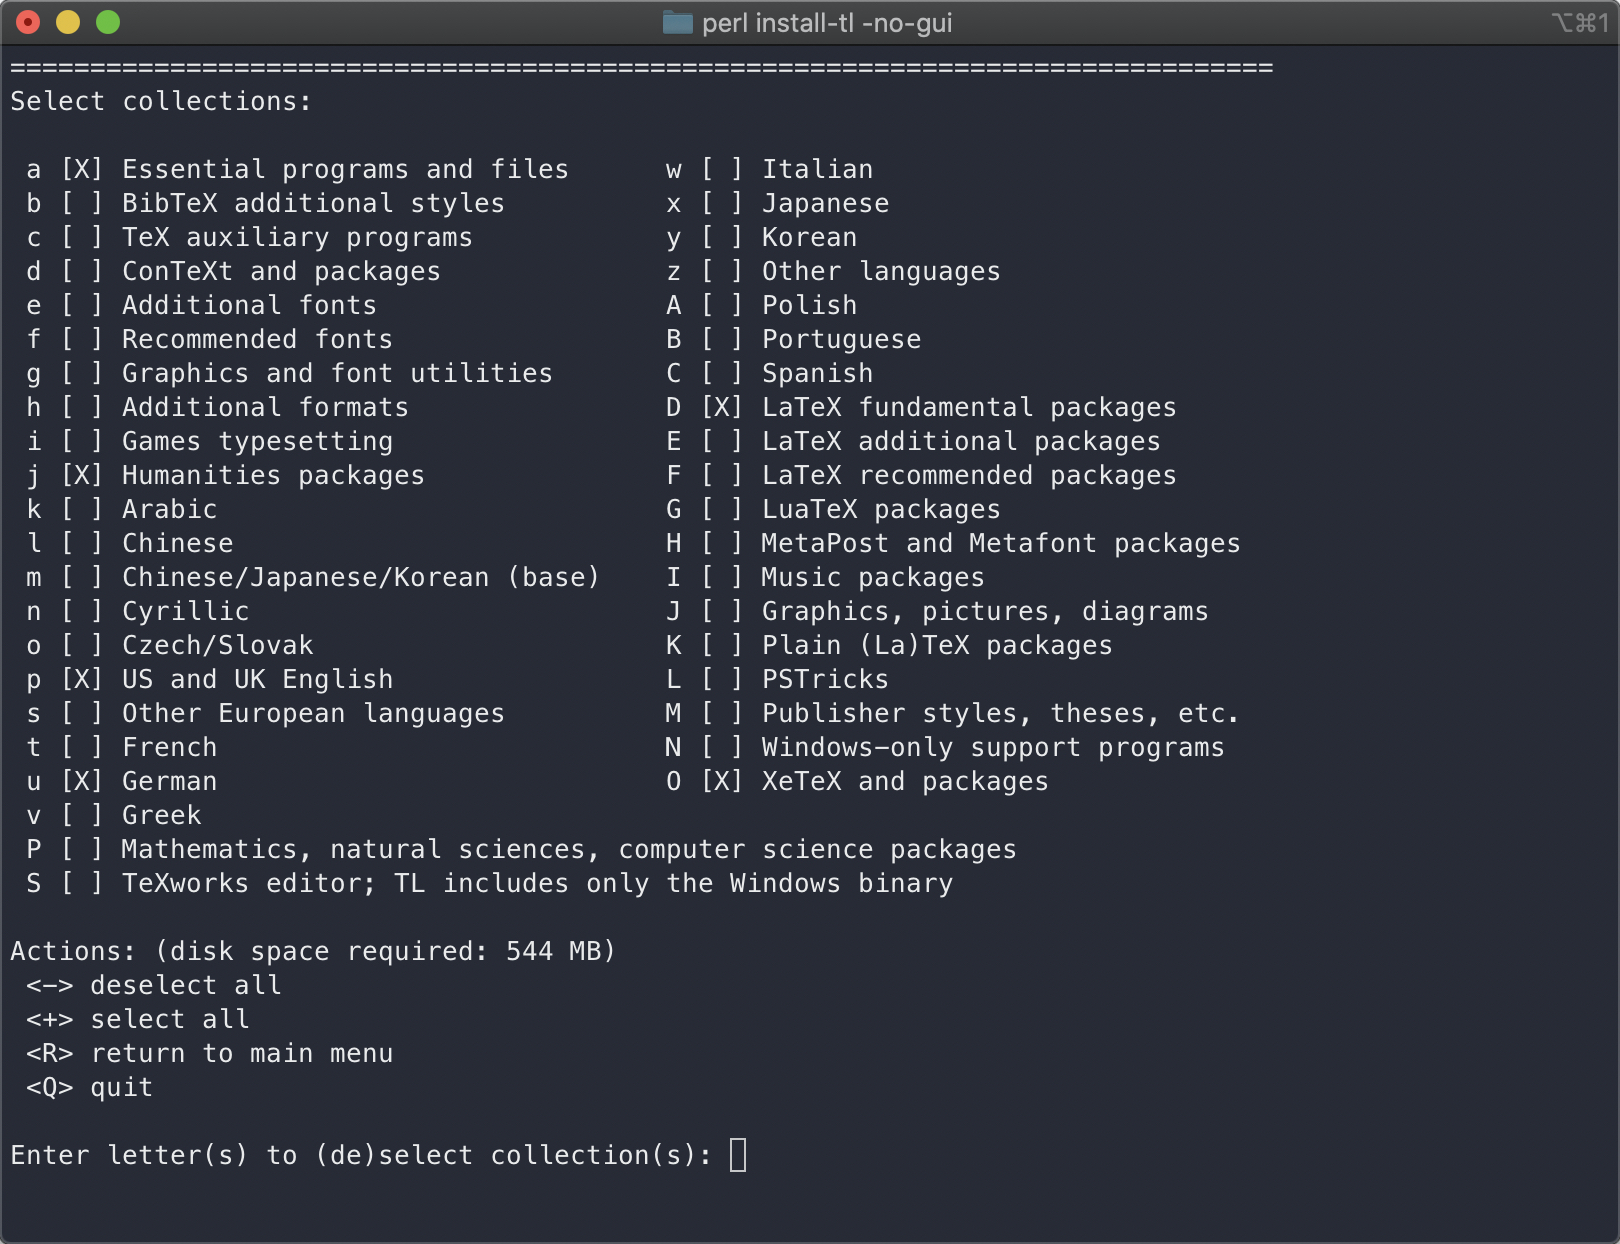 perl install-tl -no-gui ⌥⌘1
===============================================================================
Select collections:

 a [X] Essential programs and files      w [ ] Italian
 b [ ] BibTeX additional styles          x [ ] Japanese
 c [ ] TeX auxiliary programs            y [ ] Korean
 d [ ] ConTeXt and packages              z [ ] Other languages
 e [ ] Additional fonts                  A [ ] Polish
 f [ ] Recommended fonts                 B [ ] Portuguese
 g [ ] Graphics and font utilities       C [ ] Spanish
 h [ ] Additional formats                D [X] LaTeX fundamental packages
 i [ ] Games typesetting                 E [ ] LaTeX additional packages
 j [X] Humanities packages               F [ ] LaTeX recommended packages
 k [ ] Arabic                            G [ ] LuaTeX packages
 l [ ] Chinese                           H [ ] MetaPost and Metafont packages
 m [ ] Chinese/Japanese/Korean (base)    I [ ] Music packages
 n [ ] Cyrillic                          J [ ] Graphics, pictures, diagrams
 o [ ] Czech/Slovak                      K [ ] Plain (La)TeX packages
 p [X] US and UK English                 L [ ] PSTricks
 s [ ] Other European languages          M [ ] Publisher styles, theses, etc.
 t [ ] French                            N [ ] Windows-only support programs
 u [X] German                            O [X] XeTeX and packages
 v [ ] Greek
 P [ ] Mathematics, natural sciences, computer science packages
 S [ ] TeXworks editor; TL includes only the Windows binary

Actions: (disk space required: 544 MB)
 <-> deselect all
 <+> select all
 <R> return to main menu
 <Q> quit

Enter letter(s) to (de)select collection(s):